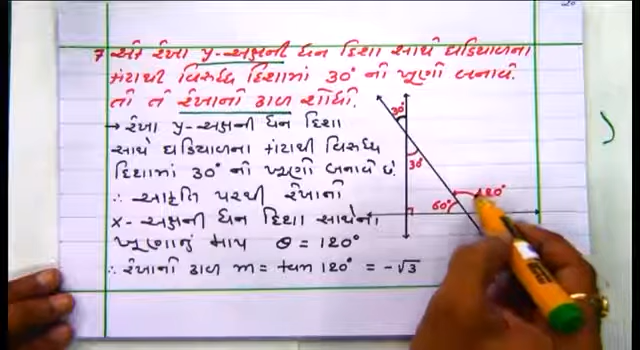 7 એક રેખા y-અક્ષની ધન દિશા સાથે ઘડિયાળના
કાંટાથી વિરુદ્ધ દિશામાં 30° નો ખૂણો બનાવે.
તો તે રેખાનો ઢાળ શોધો.
→ રેખા y-અક્ષની ધન દિશા
સાથે ઘડિયાળના કાંટાથી વિરુદ્ધ
દિશામાં 30° નો ખૂણો બનાવે છે.
∴ આકૃતિ પરથી રેખાનો
x-અક્ષની ધન દિશા સાથેના
ખૂણાનું માપ θ = 120°
∴ રેખાનો ઢાળ m = tan 120° = -√3
30°
30°
60°
120°